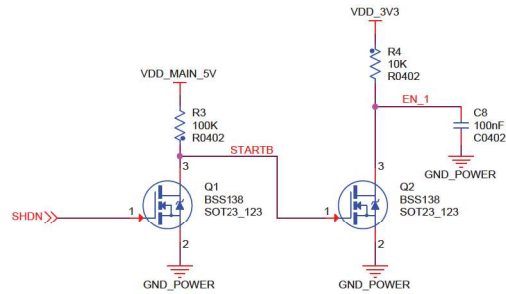 VDD_3V3
R4
10K
R0402
VDD_MAIN_5V
EN_1
R3
100K
R0402
C8
100nF
C0402
STARTB
GND_POWER
3
Q1
BSS138
SOT23_123
3
Q2
BSS138
SOT23_123
SHDN
1
1
2
2
GND_POWER
GND_POWER